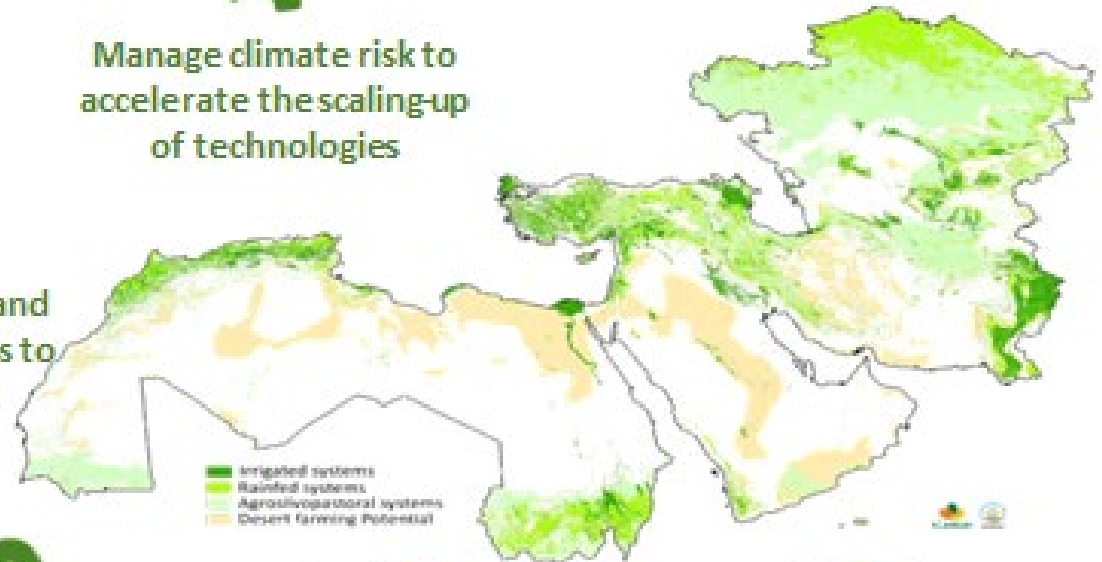 Manage climate risk to
accelerate the scaling-up
of technologies
and
s to
Irrigated systems
Rainfed systems
Agrosilvopastoral systems
Desert farming Potential